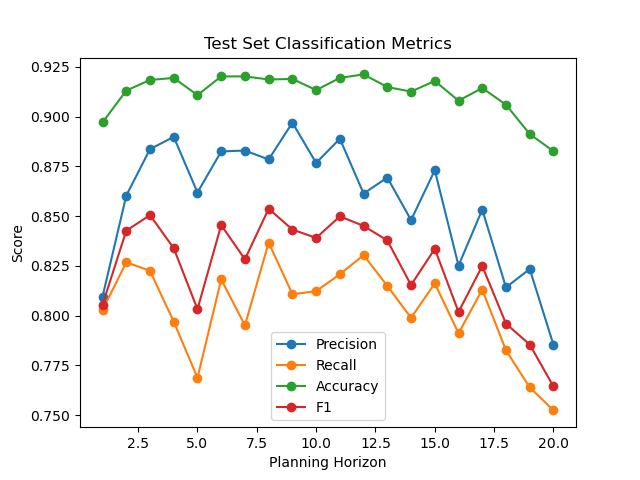 Test Set Classification Metrics
0.925
0.900
0.875
0.850
0.825
0.800
0.775
0.750
Score
Precision
Recall
Accuracy
F1
2.5 5.0 7.5 10.0 12.5 15.0 17.5 20.0
Planning Horizon